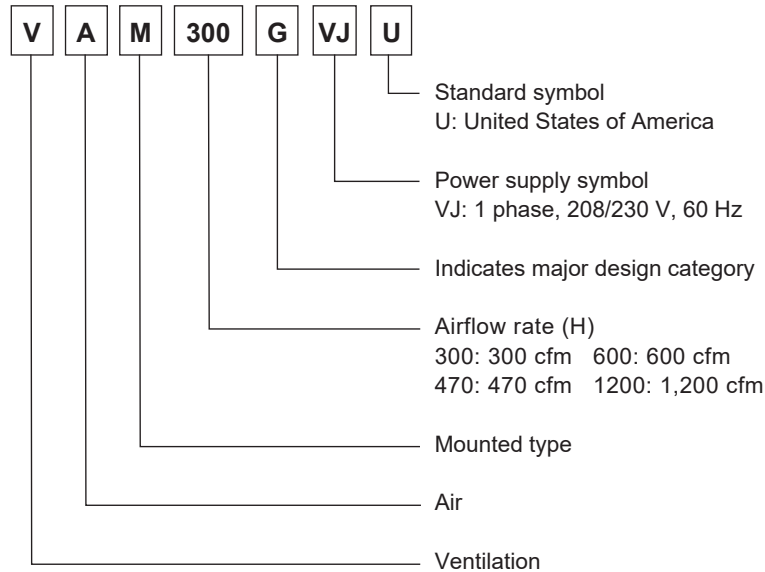 V A M 300 G VJ U
Standard symbol
U: United States of America
Power supply symbol
VJ: 1 phase, 208/230 V, 60 Hz
Indicates major design category
Airflow rate (H)
300: 300 cfm 600: 600 cfm
470: 470 cfm 1200: 1,200 cfm
Mounted type
Air
Ventilation